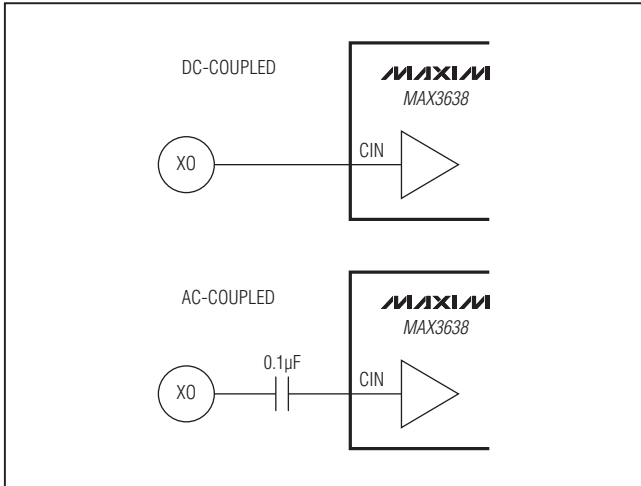 DC-COUPLED
MAXIM
MAX3638
XO
CIN
AC-COUPLED
MAXIM
MAX3638
0.1µF
XO
CIN